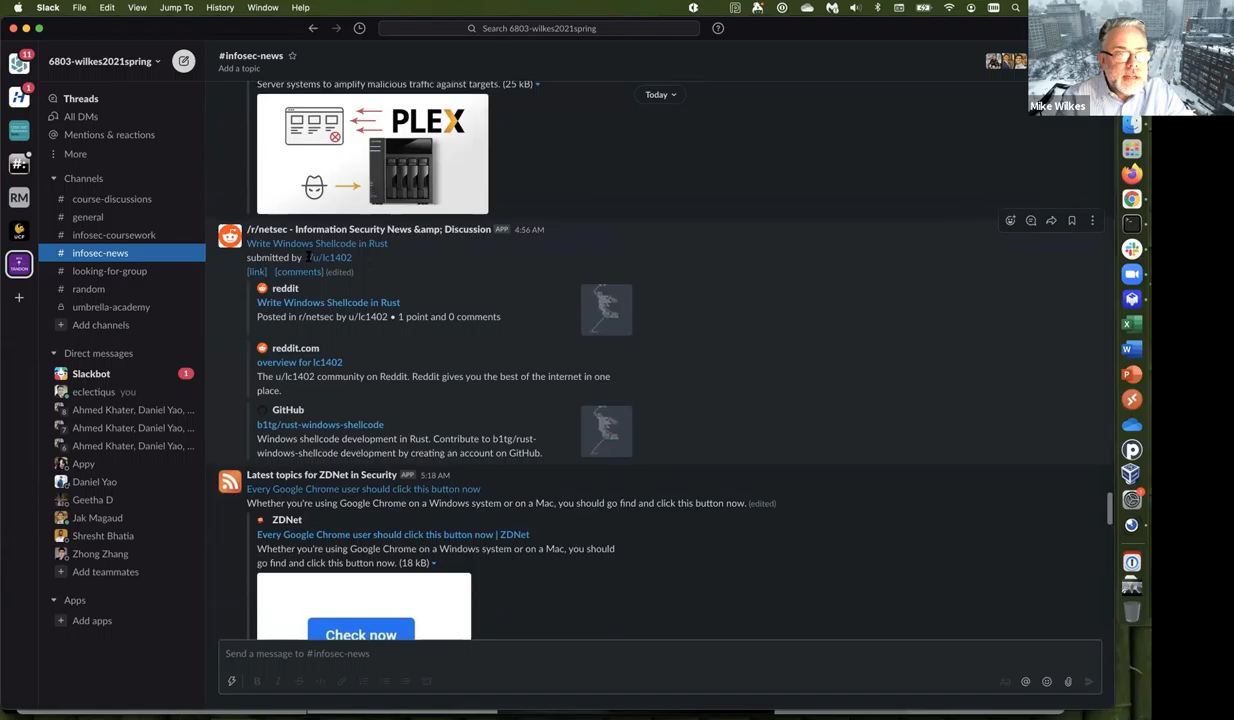 Slack File Edit View Jump To History Window Help
Search 6803-wilkes2021spring
6803-wilkes2021spring
11
1
RM
UCF
Threads
All DMs
Mentions & reactions
More
Channels
# course-discussions
# general
# infosec-coursework
# infosec-news
# looking-for-group
# random
umbrella-academy
+ Add channels
Direct messages
Slackbot 1
eclectiqus you
8 Ahmed Khater, Daniel Yao, ...
7 Ahmed Khater, Daniel Yao, ...
6 Ahmed Khater, Daniel Yao, ...
Appy
Daniel Yao
Geetha D
Jak Magaud
Shresht Bhatia
Zhong Zhang
+ Add teammates
Apps
+ Add apps
#infosec-news
Add a topic
Server systems to amplify malicious traffic against targets. (25 kB)
Today
PLEX
/r/netsec - Information Security News &amp; Discussion APP 4:56 AM
Write Windows Shellcode in Rust
submitted by /u/lc1402
[link] [comments] (edited)
reddit
Write Windows Shellcode in Rust
Posted in r/netsec by u/lc1402 • 1 point and 0 comments
reddit.com
overview for lc1402
The u/lc1402 community on Reddit. Reddit gives you the best of the internet in one
place.
GitHub
b1tg/rust-windows-shellcode
Windows shellcode development in Rust. Contribute to b1tg/rust-
windows-shellcode development by creating an account on GitHub.
Latest topics for ZDNet in Security APP 5:18 AM
Every Google Chrome user should click this button now
Whether you're using Google Chrome on a Windows system or on a Mac, you should go find and click this button now. (edited)
ZDNet
Every Google Chrome user should click this button now | ZDNet
Whether you're using Google Chrome on a Windows system or on a Mac, you should
go find and click this button now. (18 kB)
Check now
Send a message to #infosec-news
Mike Wilkes